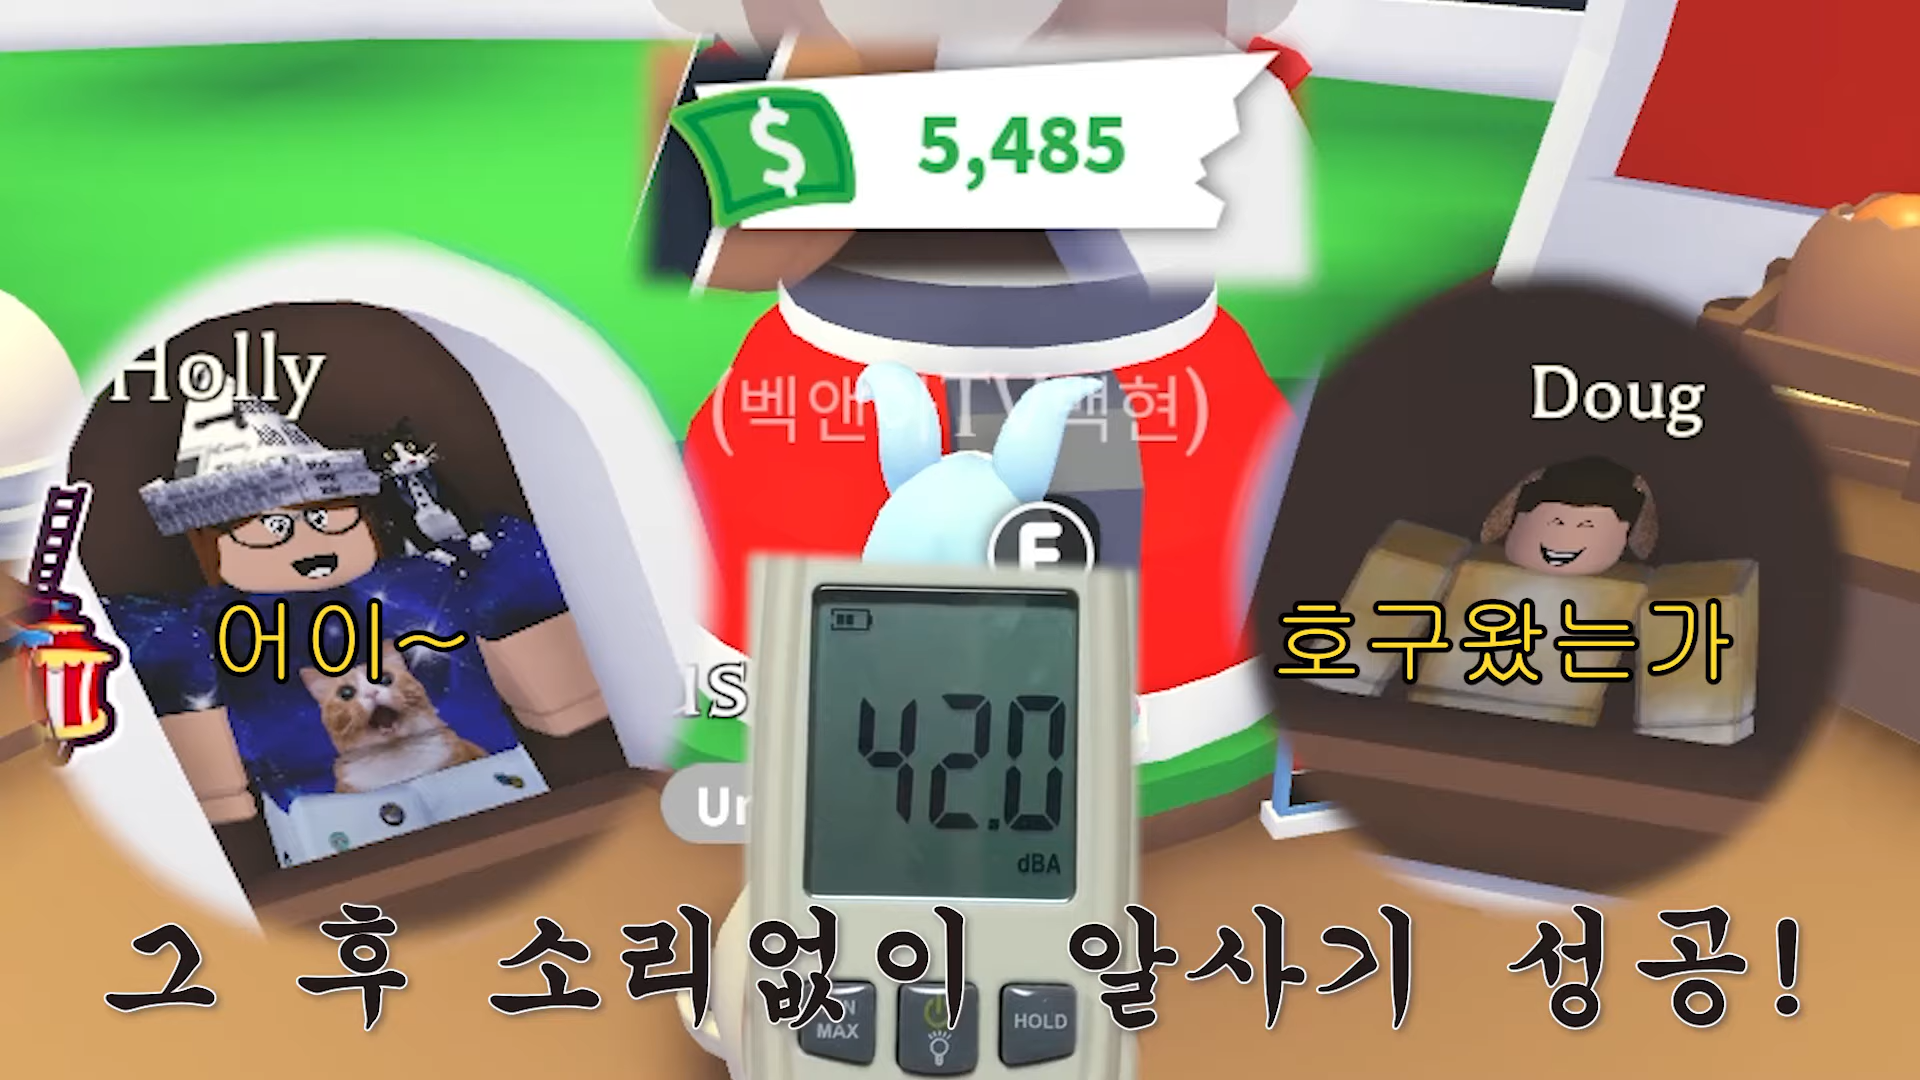 $ 5,485
Holly
Doug
E
어이~
호구왔는가
42.0
dBA
MAX
HOLD
그 후 소리없이 알사기 성공!